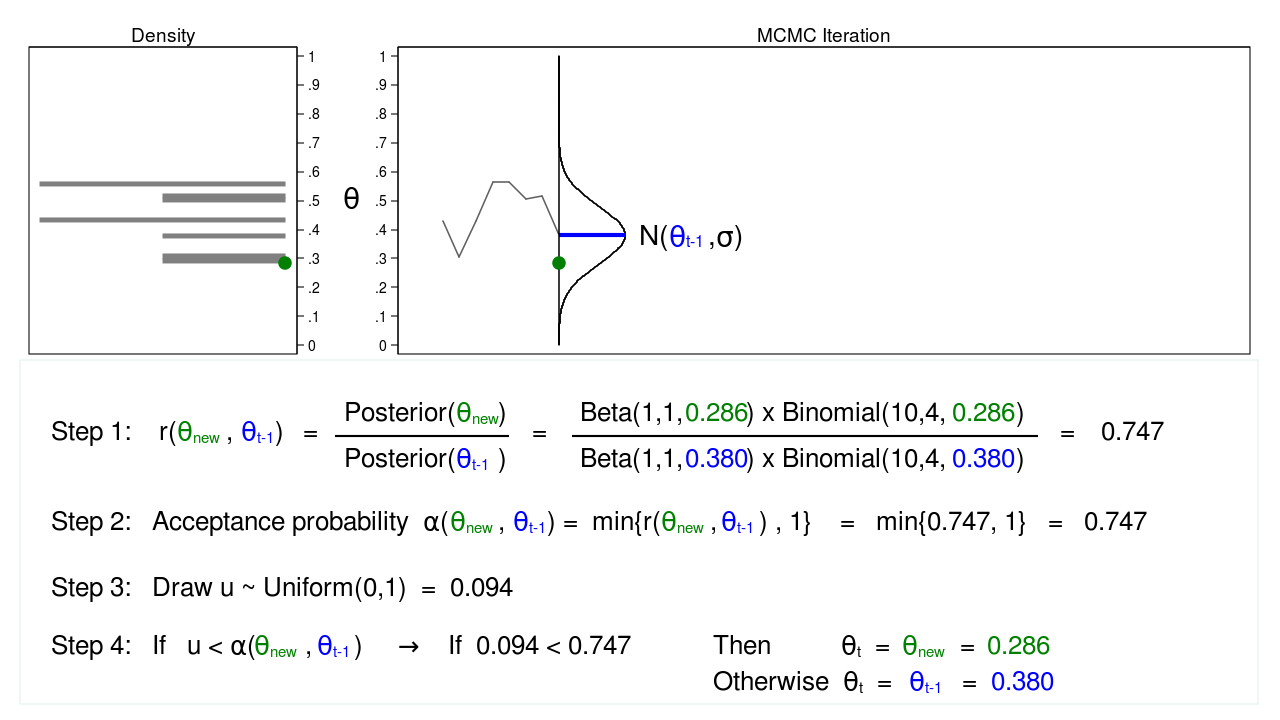 Density
MCMC Iteration
1 1
.9 .9
.8 .8
.7 .7
.6 .6
.5 θ .5
.4 .4
N(θt-1 ,σ)
.3 .3
.2 .2
.1 .1
0 0
Step 1: r(θnew , θt-1) = Posterior(θnew) = Beta(1,1,0.286) x Binomial(10,4, 0.286) = 0.747
Posterior(θt-1 ) Beta(1,1,0.380) x Binomial(10,4, 0.380)
Step 2: Acceptance probability α(θnew , θt-1) = min{r(θnew ,θt-1) , 1} = min{0.747, 1} = 0.747
Step 3: Draw u ~ Uniform(0,1) = 0.094
Step 4: If u < α(θnew , θt-1) → If 0.094 < 0.747 Then θt = θnew = 0.286
Otherwise θt = θt-1 = 0.380